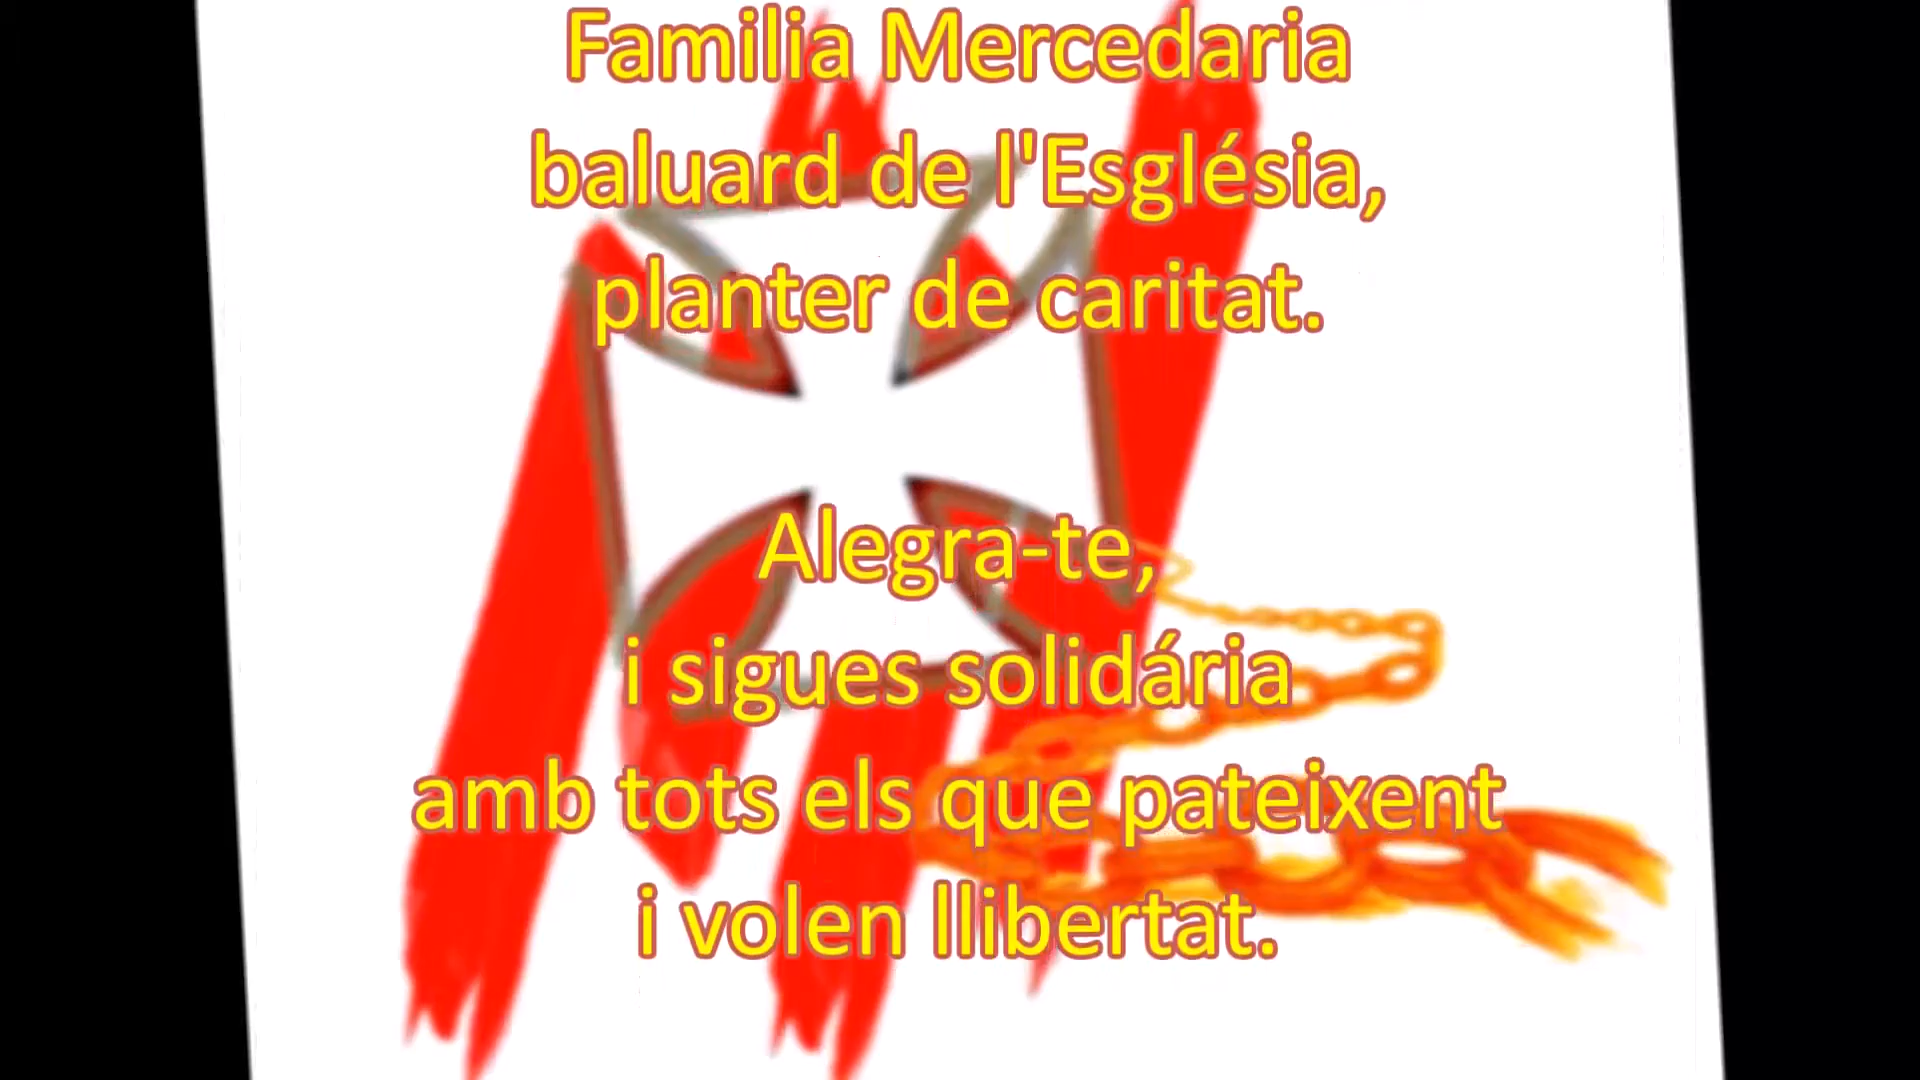 Familia Mercedaria
baluard de l'Església,
planter de caritat.
Alegra-te,
i sigues solidária
amb tots els que pateixent
i volen llibertat.